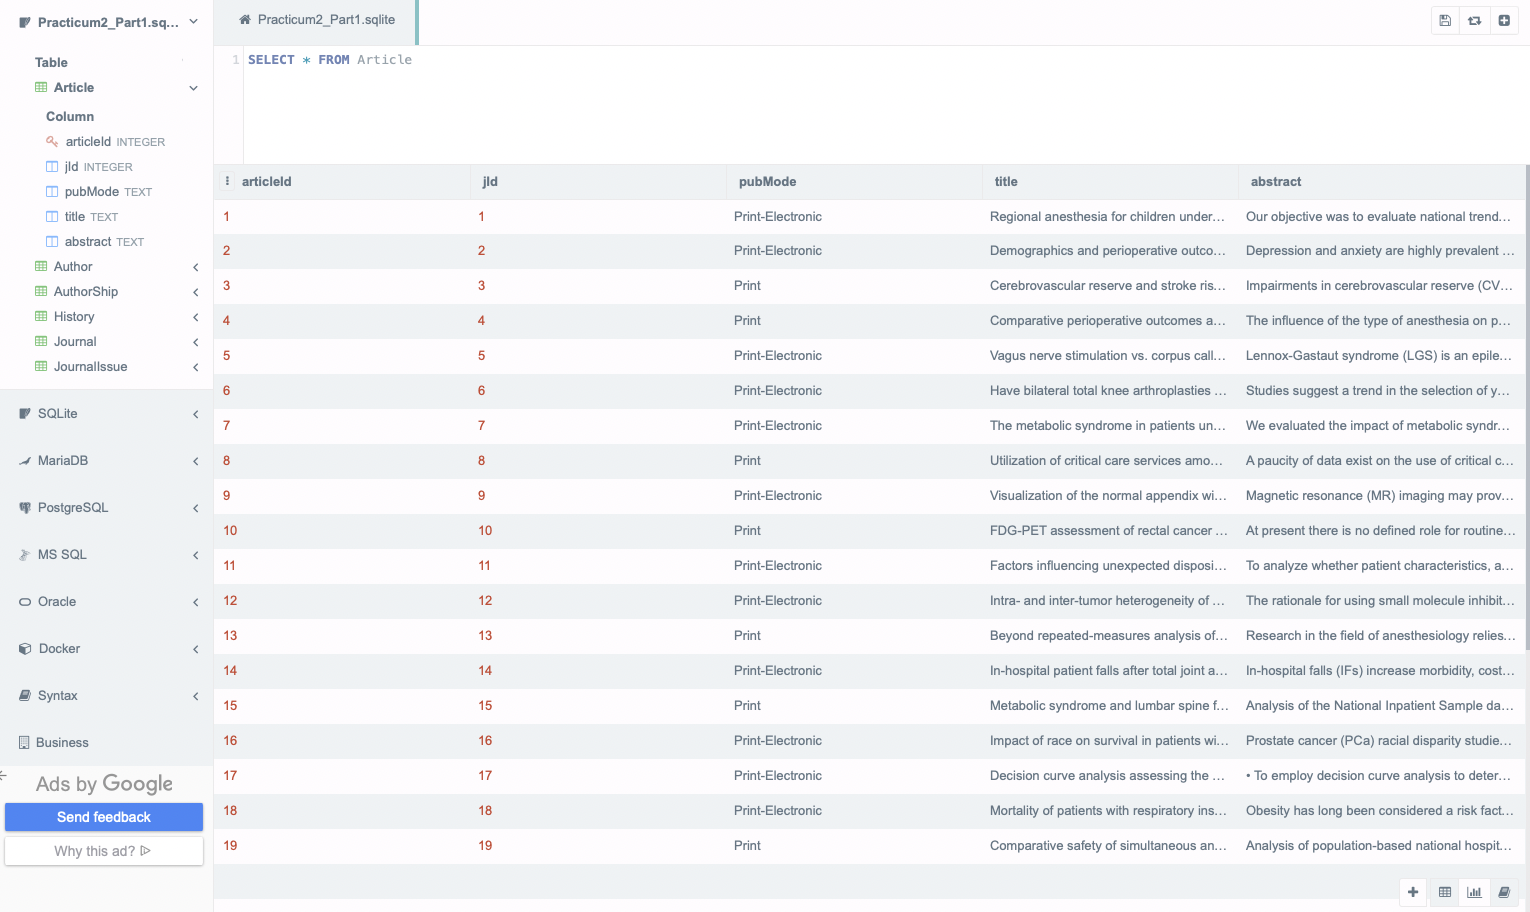 Practicum2_Part1.sq...
Table
Article
Column
articleId INTEGER
jId INTEGER
pubMode TEXT
title TEXT
abstract TEXT
Author
AuthorShip
History
Journal
JournalIssue
SQLite
MariaDB
PostgreSQL
MS SQL
Oracle
Docker
Syntax
Business
Ads by Google
Send feedback
Why this ad?
Practicum2_Part1.sqlite
1 SELECT * FROM Article
articleId jId pubMode title abstract
1 1 Print-Electronic Regional anesthesia for children under... Our objective was to evaluate national trend...
2 2 Print-Electronic Demographics and perioperative outco... Depression and anxiety are highly prevalent ...
3 3 Print Cerebrovascular reserve and stroke ris... Impairments in cerebrovascular reserve (CV...
4 4 Print Comparative perioperative outcomes a... The influence of the type of anesthesia on p...
5 5 Print-Electronic Vagus nerve stimulation vs. corpus call... Lennox-Gastaut syndrome (LGS) is an epile...
6 6 Print-Electronic Have bilateral total knee arthroplasties ... Studies suggest a trend in the selection of y...
7 7 Print-Electronic The metabolic syndrome in patients un... We evaluated the impact of metabolic syndr...
8 8 Print Utilization of critical care services amo... A paucity of data exist on the use of critical c...
9 9 Print-Electronic Visualization of the normal appendix wi... Magnetic resonance (MR) imaging may prov...
10 10 Print FDG-PET assessment of rectal cancer ... At present there is no defined role for routine...
11 11 Print-Electronic Factors influencing unexpected disposi... To analyze whether patient characteristics, a...
12 12 Print-Electronic Intra- and inter-tumor heterogeneity of ... The rationale for using small molecule inhibit...
13 13 Print Beyond repeated-measures analysis of... Research in the field of anesthesiology relies...
14 14 Print-Electronic In-hospital patient falls after total joint a... In-hospital falls (IFs) increase morbidity, cost...
15 15 Print Metabolic syndrome and lumbar spine f... Analysis of the National Inpatient Sample da...
16 16 Print-Electronic Impact of race on survival in patients wi... Prostate cancer (PCa) racial disparity studie...
17 17 Print-Electronic Decision curve analysis assessing the ... • To employ decision curve analysis to deter...
18 18 Print-Electronic Mortality of patients with respiratory ins... Obesity has long been considered a risk fact...
19 19 Print Comparative safety of simultaneous an... Analysis of population-based national hospit...